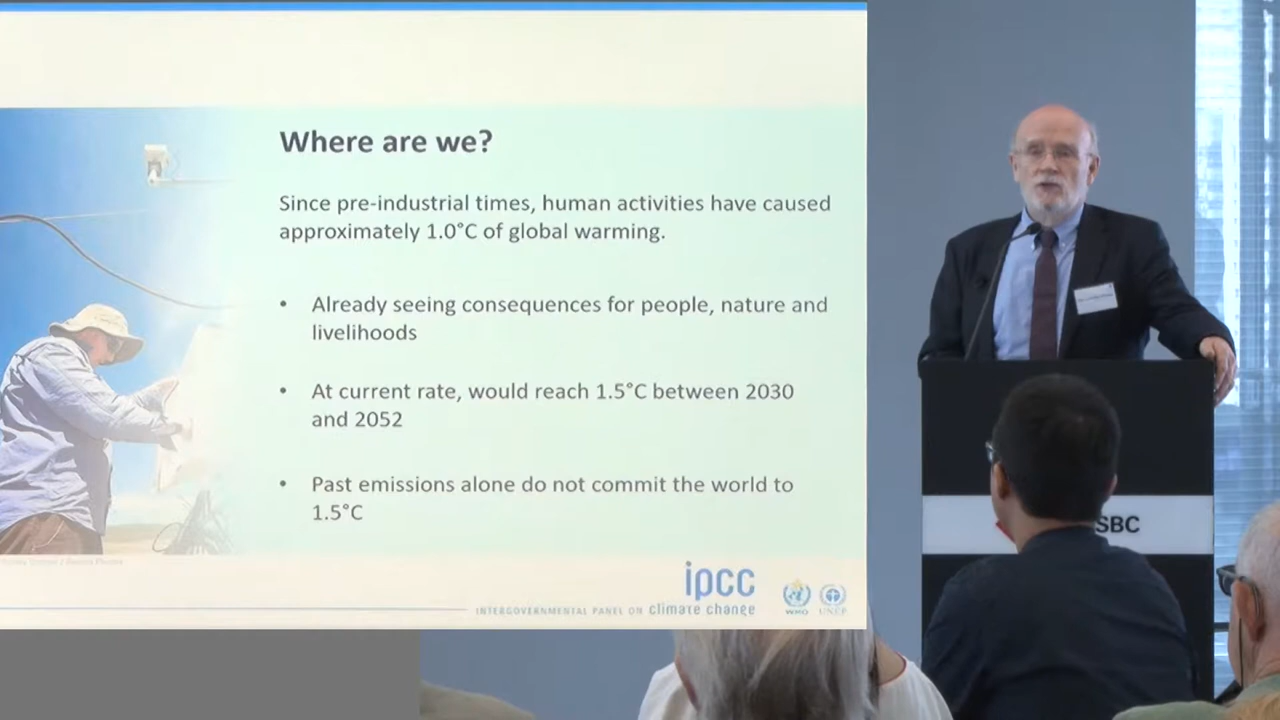 Where are we?
Since pre-industrial times, human activities have caused
approximately 1.0°C of global warming.
• Already seeing consequences for people, nature and
livelihoods
• At current rate, would reach 1.5°C between 2030
and 2052
• Past emissions alone do not commit the world to
1.5°C
ipcc
INTERGOVERNMENTAL PANEL ON climate change
WMO
UNEP
SBC